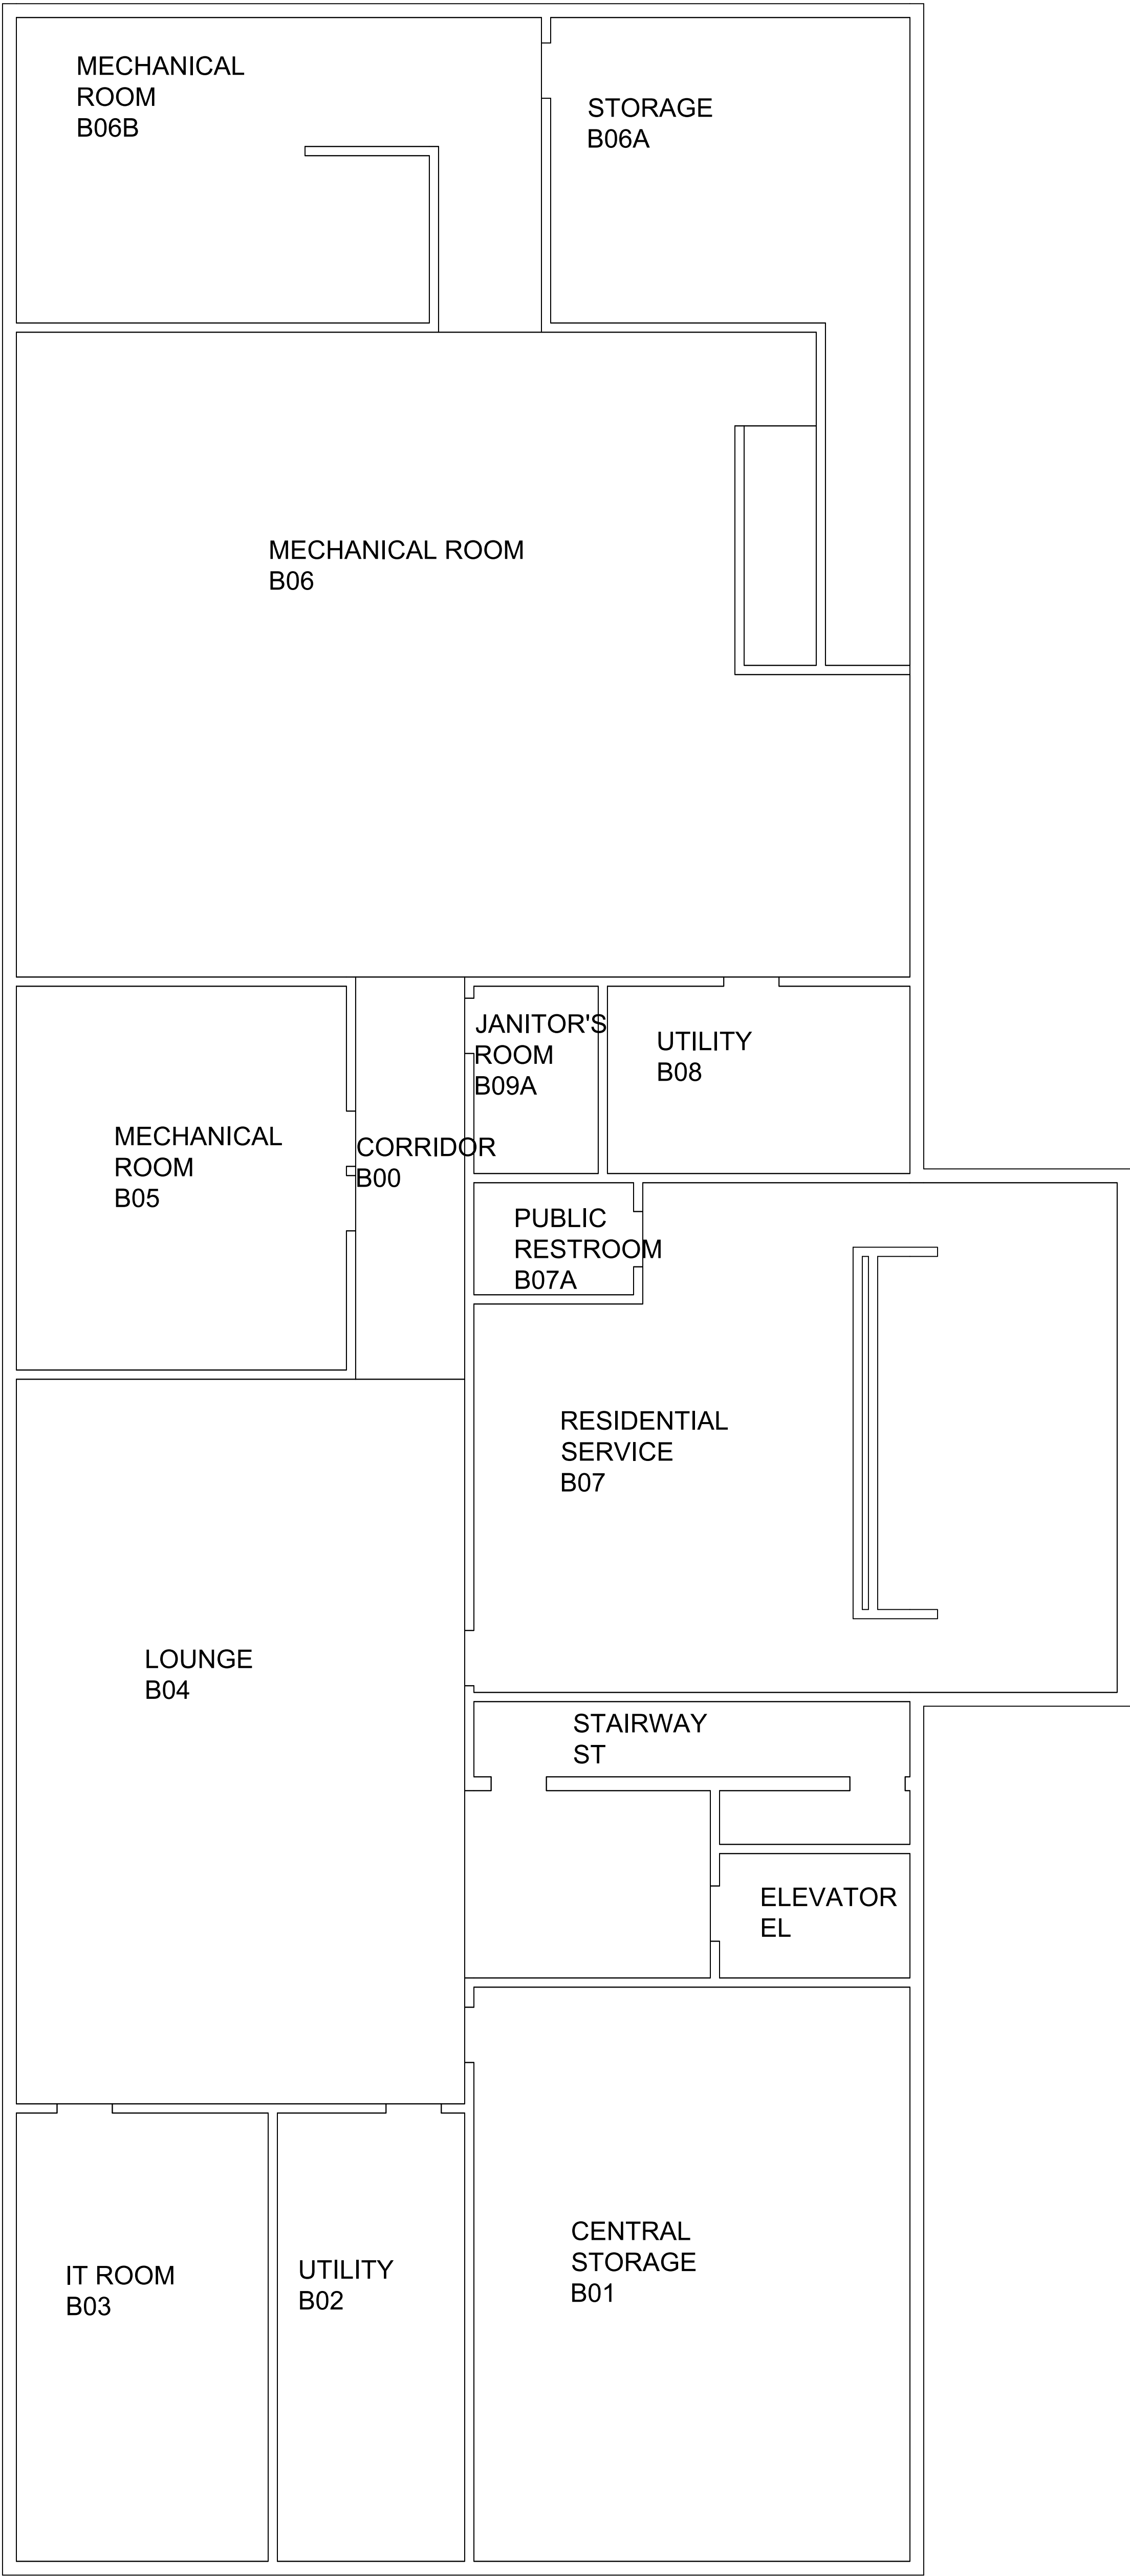 MECHANICAL
ROOM
B06B
STORAGE
B06A
MECHANICAL ROOM
B06
JANITOR'S
ROOM
B09A
UTILITY
B08
MECHANICAL
ROOM
B05
CORRIDOR
B00
PUBLIC
RESTROOM
B07A
RESIDENTIAL
SERVICE
B07
LOUNGE
B04
STAIRWAY
ST
ELEVATOR
EL
CENTRAL
STORAGE
B01
IT ROOM
B03
UTILITY
B02